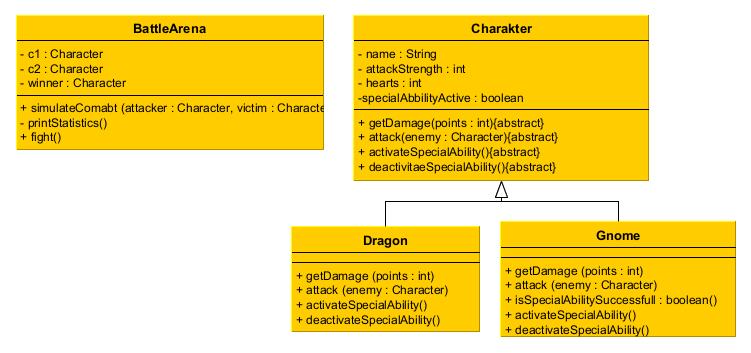 BattleArena
- c1 : Character
- c2 : Character
- winner : Character
+ simulateComabt (attacker : Character, victim : Characte
- printStatistics()
+ fight()
Charakter
- name : String
- attackStrength : int
- hearts : int
-specialAbbilityActive : boolean
+ getDamage(points : int){abstract}
+ attack(enemy : Character){abstract}
+ activateSpecialAbility(){abstract}
+ deactivitaeSpecialAbility(){abstract}
Dragon
+ getDamage (points : int)
+ attack (enemy : Character)
+ activateSpecialAbility()
+ deactivateSpecialAbility()
Gnome
+ getDamage (points : int)
+ attack (enemy : Character)
+ isSpecialAbilitySuccessfull : boolean()
+ activateSpecialAbility()
+ deactivateSpecialAbility()